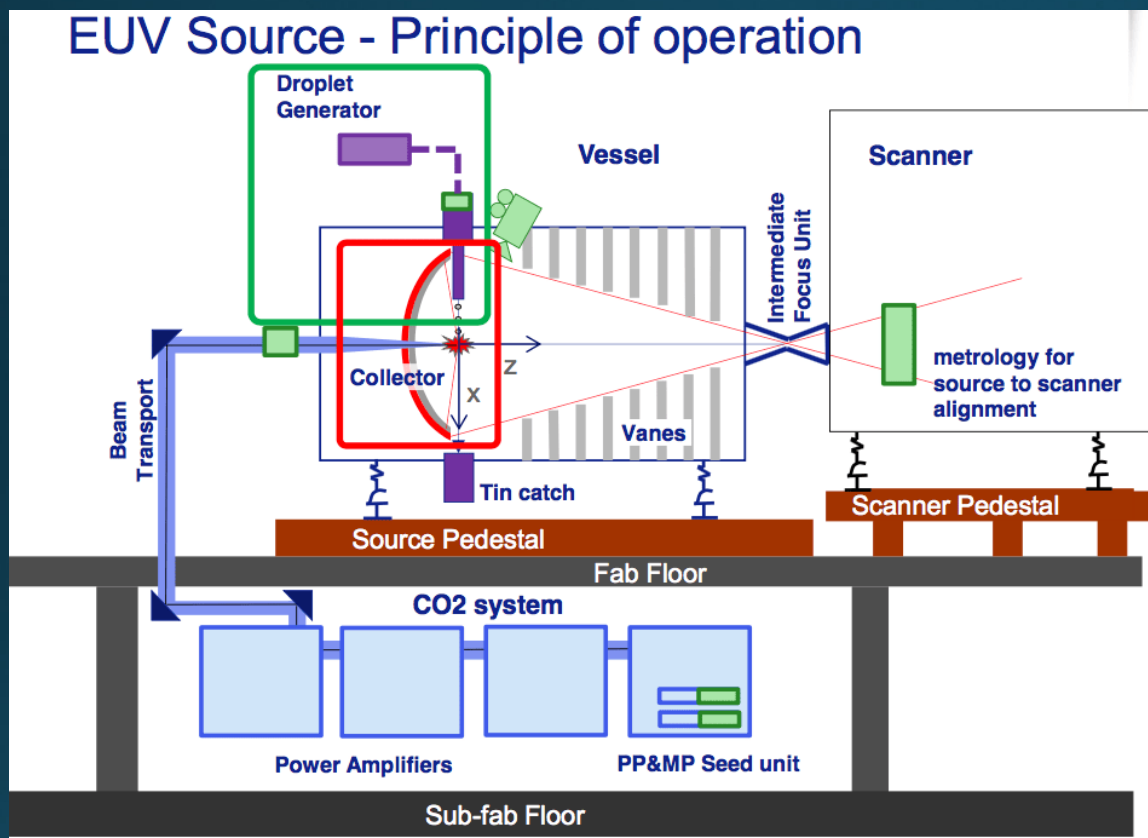 EUV Source - Principle of operation
Droplet
Generator
Vessel
Scanner
Intermediate
Focus Unit
Collector
Z
X
metrology for
source to scanner
alignment
Beam
Transport
Vanes
Tin catch
Source Pedestal
Scanner Pedestal
Fab Floor
CO2 system
Power Amplifiers
PP&MP Seed unit
Sub-fab Floor